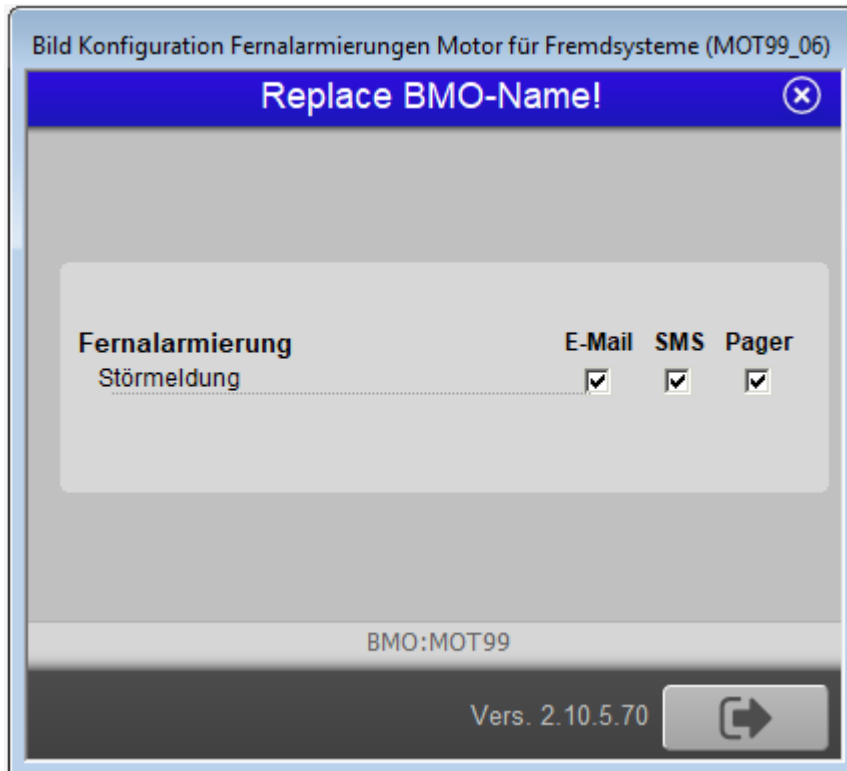 Bild Konfiguration Fernalarmierungen Motor für Fremdsysteme (MOT99_06)
Replace BMO-Name!
Fernalarmierung E-Mail SMS Pager
Störmeldung
BMO:MOT99
Vers. 2.10.5.70